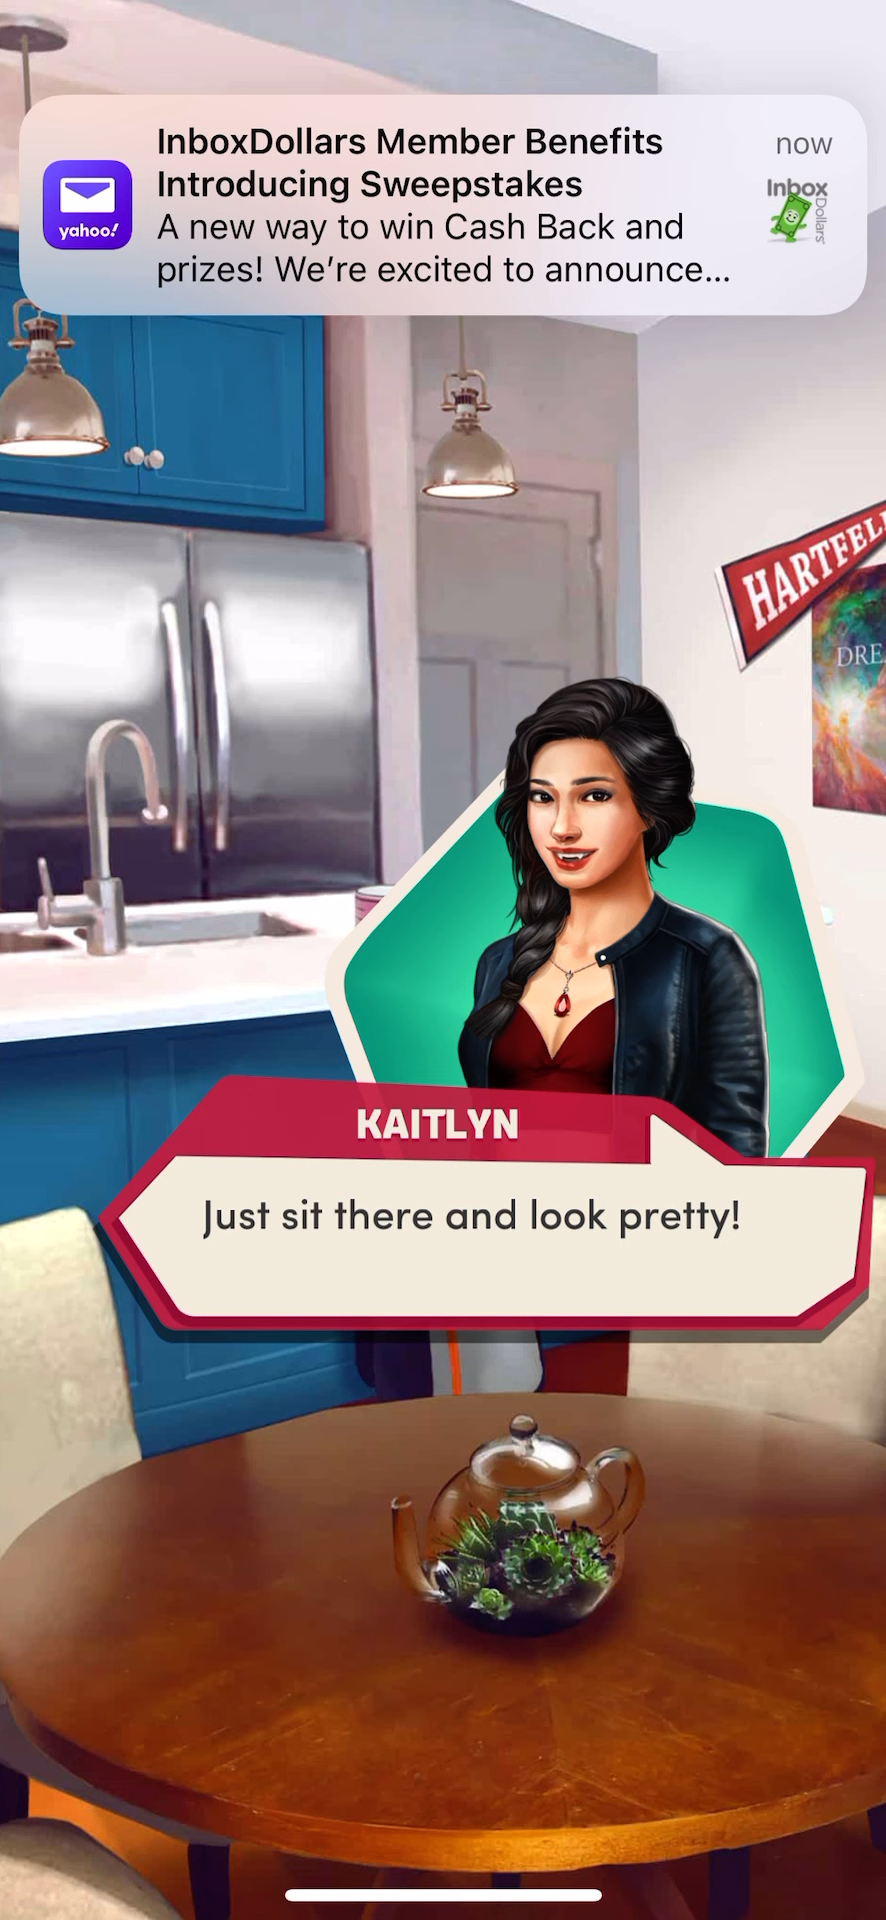 InboxDollars Member Benefits
now
Introducing Sweepstakes
A new way to win Cash Back and
prizes! We’re excited to announce...
yahoo!
Inbox
Dollars
HARTFEL
DREA
KAITLYN
Just sit there and look pretty!